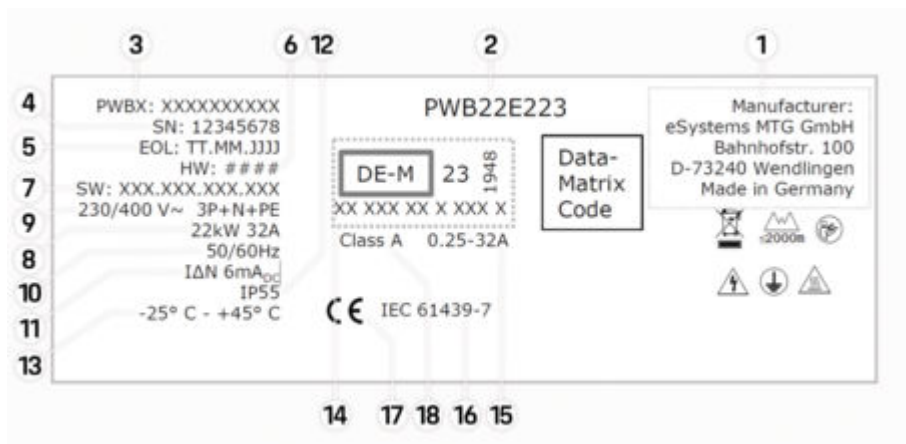 3
6 12
2
1
4
5
7
9
8
10
11
13
PWBX: XXXXXXXXXX
SN: 12345678
EOL: TT.MM.JJJJ
HW: ####
SW: XXX.XXX.XXX.XXX
230/400 V~ 3P+N+PE
22kW 32A
50/60Hz
IΔN 6mADC
IP55
-25° C - +45° C
PWB22E223
DE-M 23 1948
XX XXX XX X XXX X
Class A 0.25-32A
CE IEC 61439-7
Data-
Matrix
Code
Manufacturer:
eSystems MTG GmbH
Bahnhofstr. 100
D-73240 Wendlingen
Made in Germany
≤2000m
14 17 18 16 15